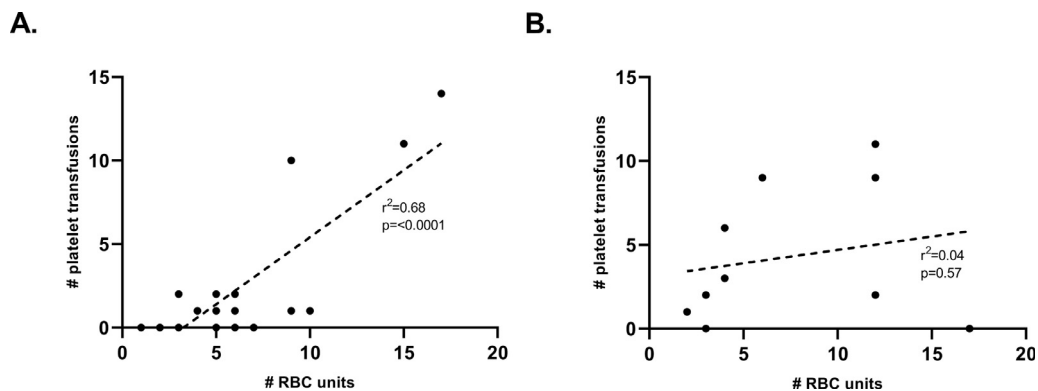 A.
B.
15
10
5
0
0
5
10
15
20
# platelet transfusions
# RBC units
r²=0.68
p=<0.0001
15
10
5
0
0
5
10
15
20
# platelet transfusions
# RBC units
r²=0.04
p=0.57